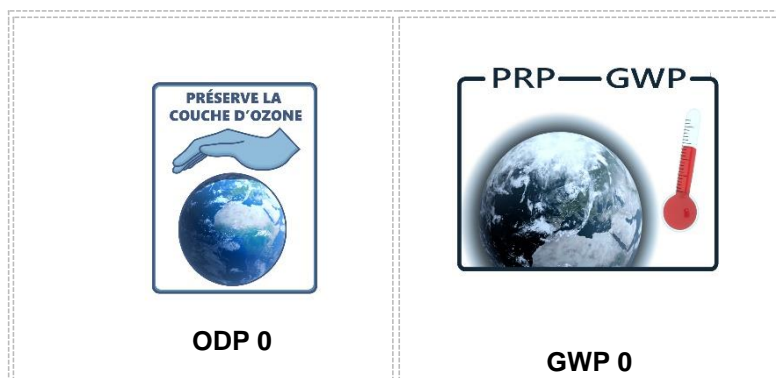 PRÉSERVE LA
COUCHE D'OZONE
ODP 0
PRP GWP
GWP 0